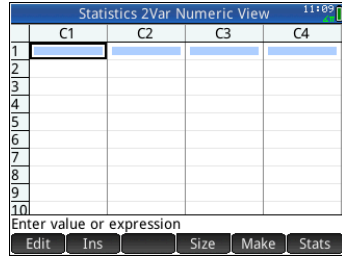 Statistics 2Var Numeric View 11:09
C1 C2 C3 C4
1
2
3
4
5
6
7
8
9
10
Enter value or expression
Edit Ins Size Make Stats